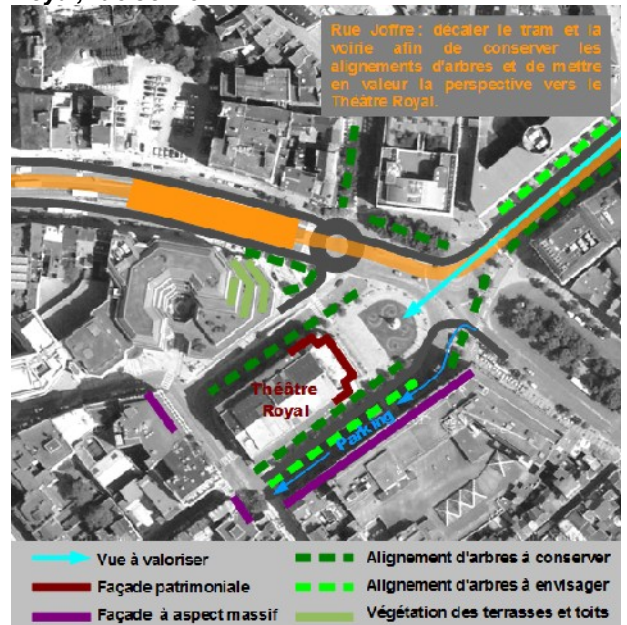 Rue Joffre : décaler le tram et la
voirie afin de conserver les
alignements d'arbres et de mettre
en valeur la perspective vers le
Théâtre Royal.
Théâtre
Royal
Parking
Vue à valoriser
Alignement d'arbres à conserver
Façade patrimoniale
Alignement d'arbres à envisager
Façade à aspect massif
Végétation des terrasses et toits